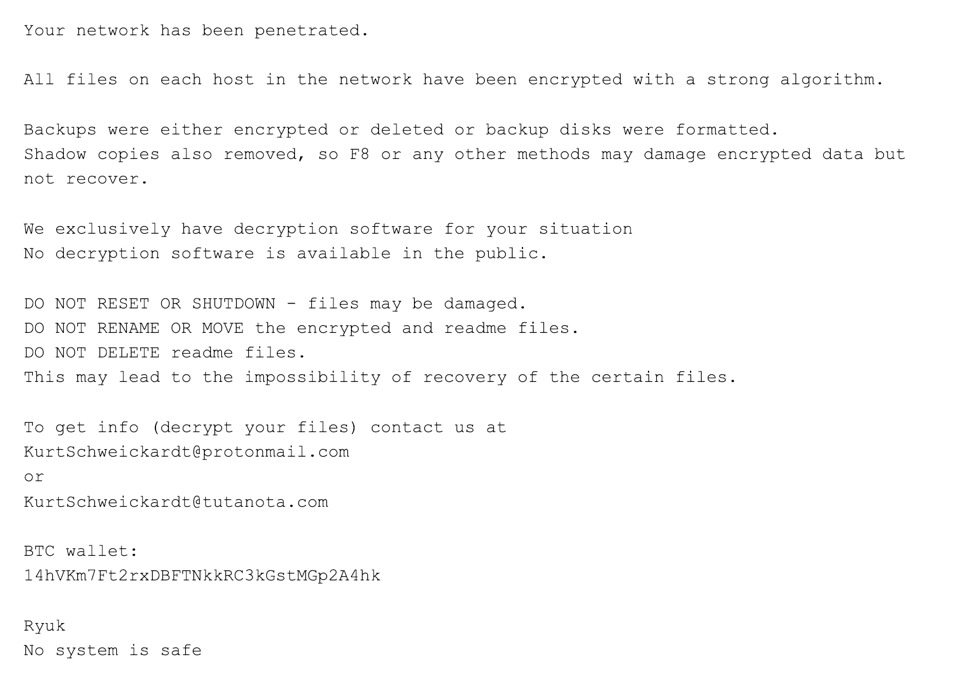 Your network has been penetrated.
All files on each host in the network have been encrypted with a strong algorithm.
Backups were either encrypted or deleted or backup disks were formatted.
Shadow copies also removed, so F8 or any other methods may damage encrypted data but
not recover.
We exclusively have decryption software for your situation
No decryption software is available in the public.
DO NOT RESET OR SHUTDOWN - files may be damaged.
DO NOT RENAME OR MOVE the encrypted and readme files.
DO NOT DELETE readme files.
This may lead to the impossibility of recovery of the certain files.
To get info (decrypt your files) contact us at
KurtSchweickardt@protonmail.com
or
KurtSchweickardt@tutanota.com
BTC wallet:
14hVKm7Ft2rxDBFTNkkRC3kGstMGp2A4hk
Ryuk
No system is safe